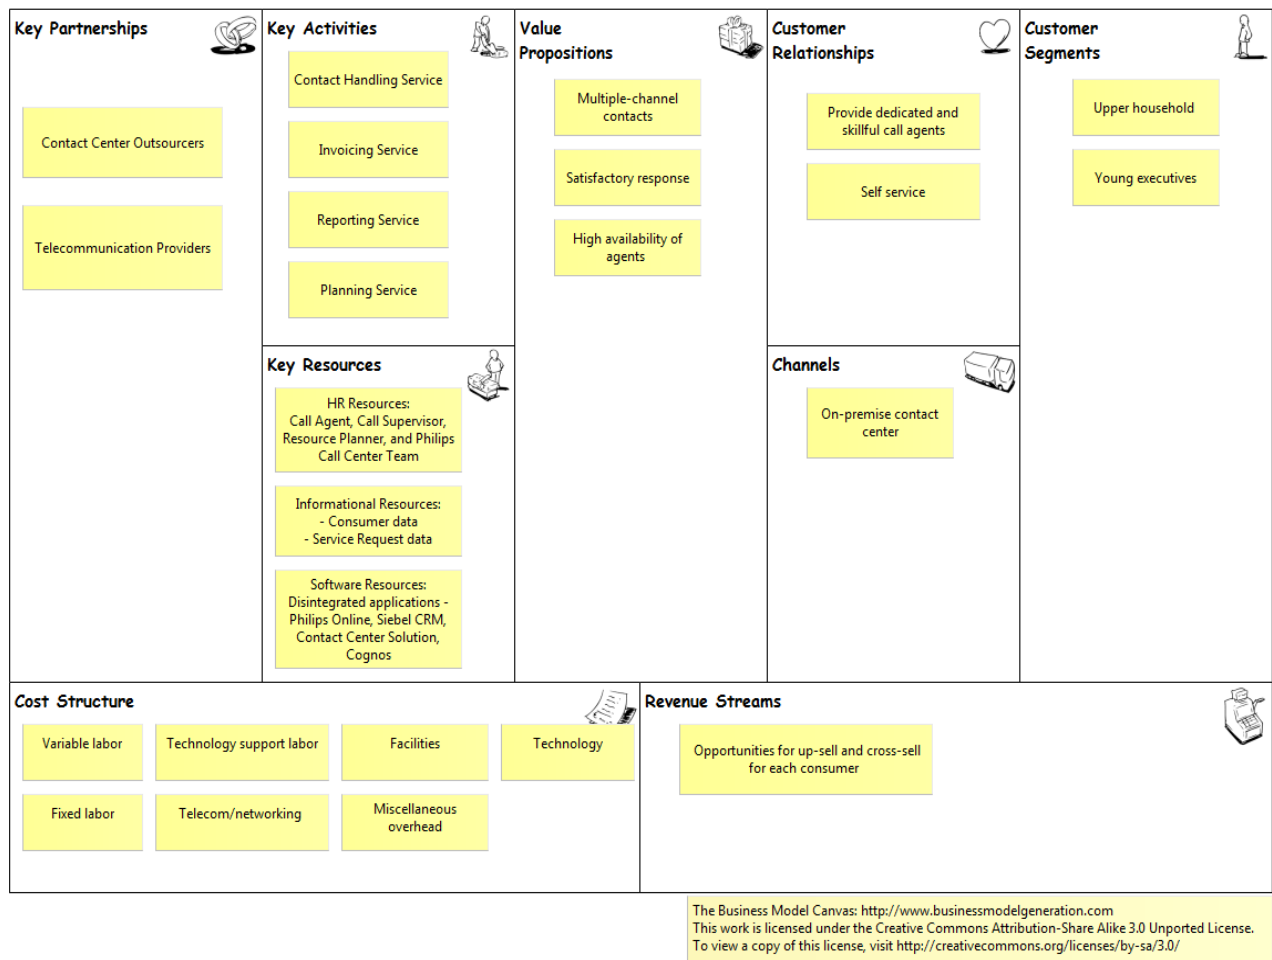 Key Partnerships
Contact Center Outsourcers
Telecommunication Providers
Key Activities
Contact Handling Service
Invoicing Service
Reporting Service
Planning Service
Key Resources
HR Resources:
Call Agent, Call Supervisor,
Resource Planner, and Philips
Call Center Team
Informational Resources:
- Consumer data
- Service Request data
Software Resources:
Disintegrated applications -
Philips Online, Siebel CRM,
Contact Center Solution,
Cognos
Value
Propositions
Multiple-channel
contacts
Satisfactory response
High availability of
agents
Customer
Relationships
Provide dedicated and
skillful call agents
Self service
Channels
On-premise contact
center
Customer
Segments
Upper household
Young executives
Cost Structure
Variable labor
Technology support labor
Facilities
Technology
Fixed labor
Telecom/networking
Miscellaneous
overhead
Revenue Streams
Opportunities for up-sell and cross-sell
for each consumer
The Business Model Canvas: http://www.businessmodelgeneration.com
This work is licensed under the Creative Commons Attribution-Share Alike 3.0 Unported License.
To view a copy of this license, visit http://creativecommons.org/licenses/by-sa/3.0/